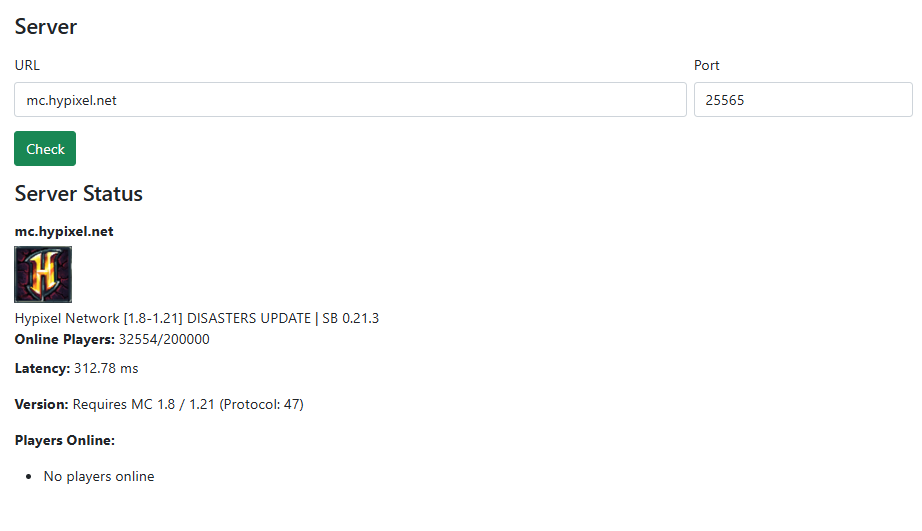 Server
URL
Port
mc.hypixel.net
25565
Check
Server Status
mc.hypixel.net
H
Hypixel Network [1.8-1.21] DISASTERS UPDATE | SB 0.21.3
Online Players: 32554/200000
Latency: 312.78 ms
Version: Requires MC 1.8 / 1.21 (Protocol: 47)
Players Online:
• No players online